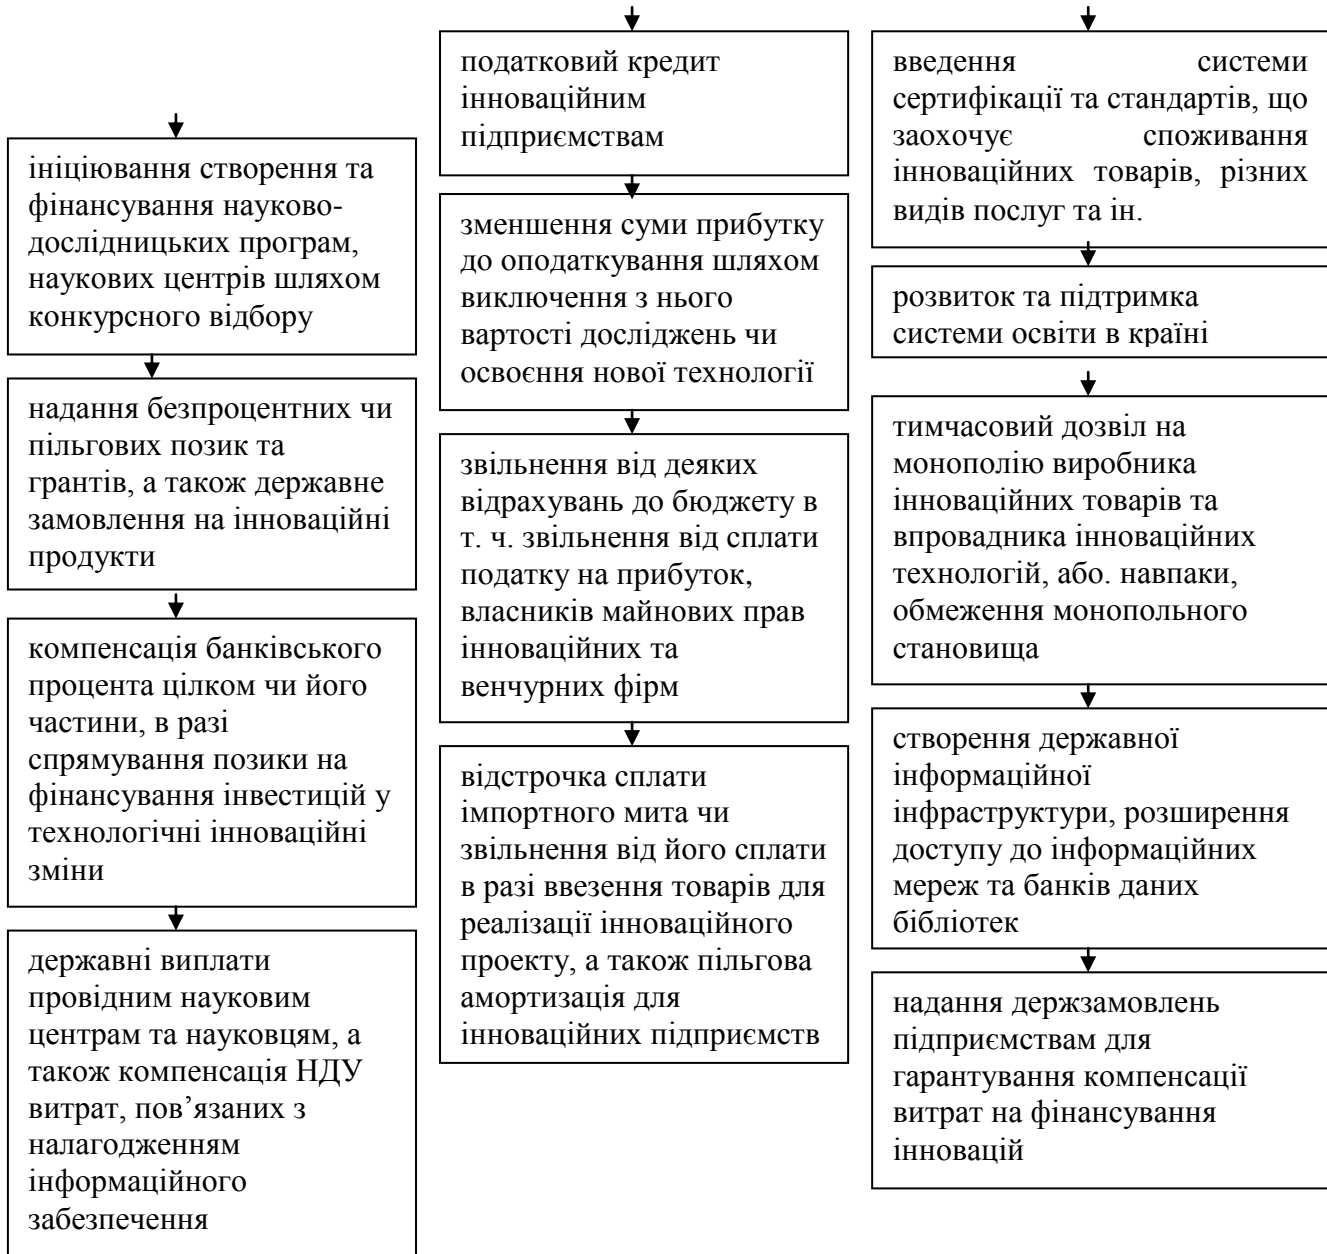 ініціювання створення та
фінансування науково-
дослідницьких програм,
наукових центрів шляхом
конкурсного відбору
надання безпроцентних чи
пільгових позик та
грантів, а також державне
замовлення на інноваційні
продукти
компенсація банківського
процента цілком чи його
частини, в разі
спрямування позики на
фінансування інвестицій у
технологічні інноваційні
зміни
державні виплати
провідним науковим
центрам та науковцям, а
також компенсація НДУ
витрат, пов’язаних з
налагодженням
інформаційного
забезпечення
податковий кредит
інноваційним
підприємствам
зменшення суми прибутку
до оподаткування шляхом
виключення з нього
вартості досліджень чи
освоєння нової технології
звільнення від деяких
відрахувань до бюджету в
т. ч. звільнення від сплати
податку на прибуток,
власників майнових прав
інноваційних та
венчурних фірм
відстрочка сплати
імпортного мита чи
звільнення від його сплати
в разі ввезення товарів для
реалізації інноваційного
проекту, а також пільгова
амортизація для
інноваційних підприємств
введення системи
сертифікації та стандартів, що
заохочує споживання
інноваційних товарів, різних
видів послуг та ін.
розвиток та підтримка
системи освіти в країні
тимчасовий дозвіл на
монополію виробника
інноваційних товарів та
впровадника інноваційних
технологій, або. навпаки,
обмеження монопольного
становища
створення державної
інформаційної
інфраструктури, розширення
доступу до інформаційних
мереж та банків даних
бібліотек
надання держзамовлень
підприємствам для
гарантування компенсації
витрат на фінансування
інновацій